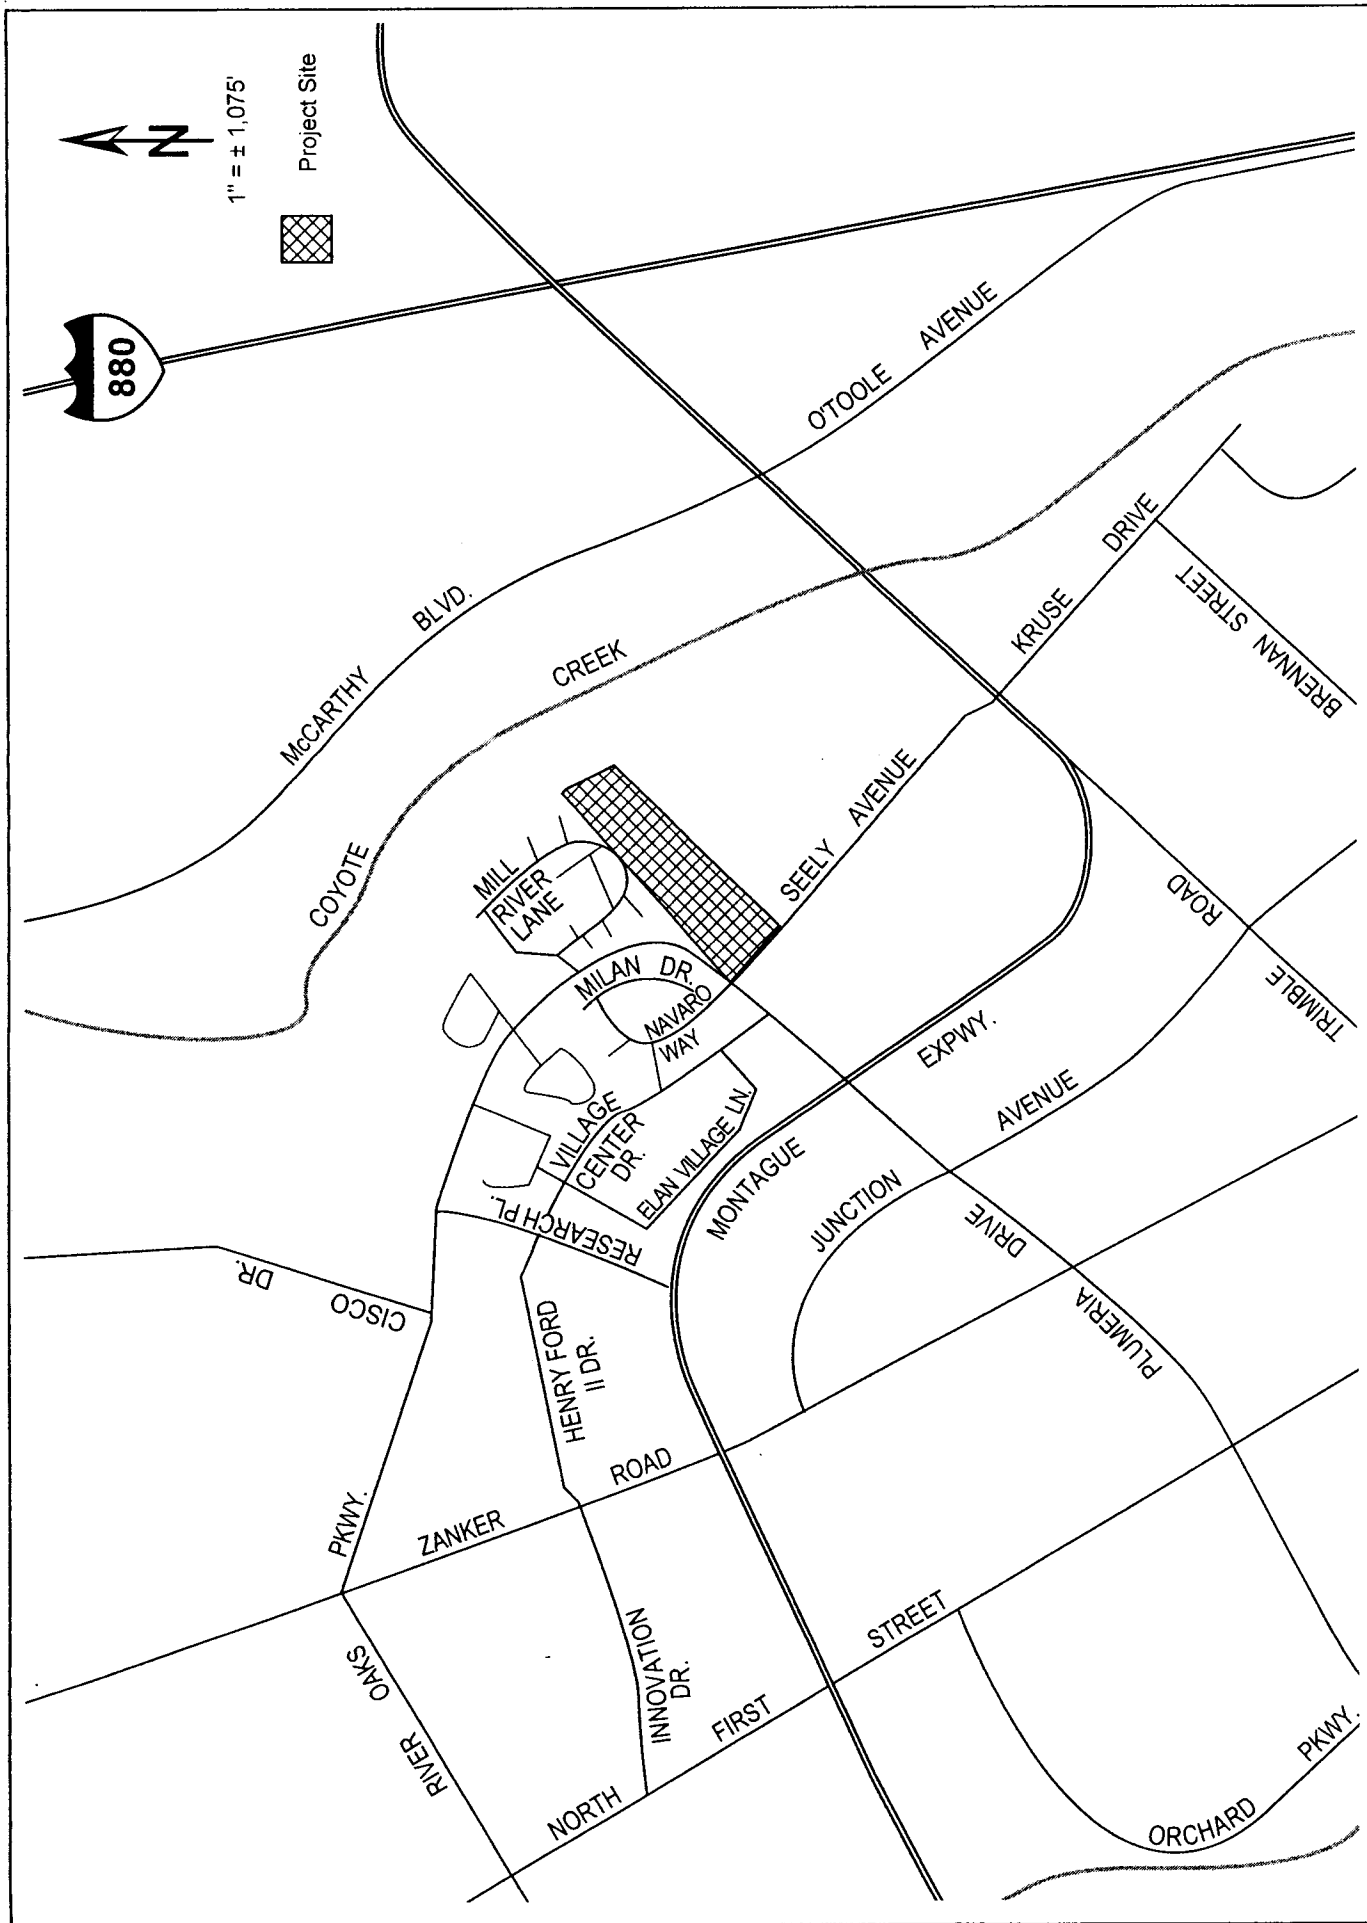 880
1" = ± 1,075'
N
Project Site
McCARTHY
BLVD.
O'TOOLE
AVENUE
COYOTE
CREEK
KRUSE
DRIVE
BRENNAN STREET
MILL
RIVER
LANE
SEELY
AVENUE
MILAN DR.
NAVARO
WAY
VILLAGE
CENTER
DR.
ELAN VILLAGE LN.
RESEARCH PL.
CISCO
DR.
HENRY FORD
II DR.
MONTAGUE
EXPWY.
TRIMBLE
ROAD
JUNCTION
AVENUE
PLUMERIA
DRIVE
RIVER
OAKS
PKWY.
ZANKER
ROAD
INNOVATION
DR.
NORTH
FIRST
STREET
ORCHARD
PKWY.